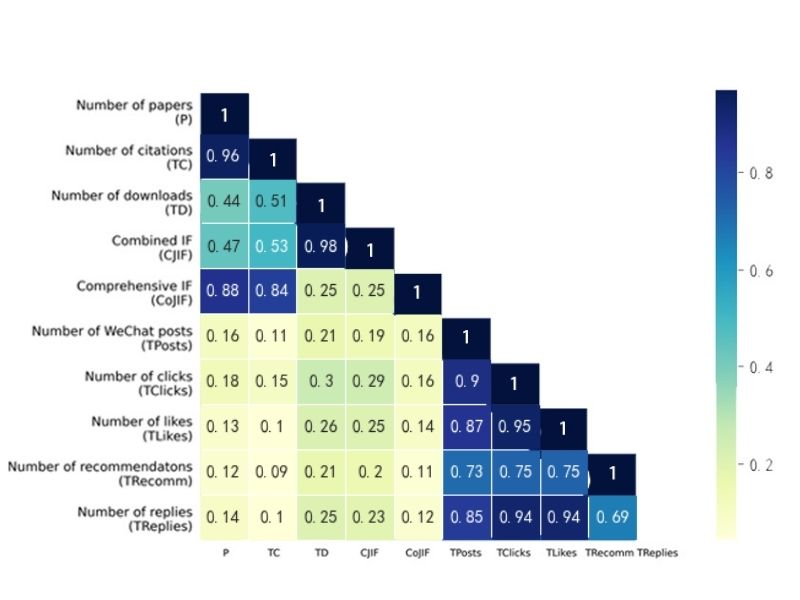 Number of papers
(P)
1
Number of citations
(TC)
0.96 1
Number of downloads
(TD)
0.44 0.51 1
Combined IF
(CJIF)
0.47 0.53 0.98 1
Comprehensive IF
(CoJIF)
0.88 0.84 0.25 0.25 1
Number of WeChat posts
(TPosts)
0.16 0.11 0.21 0.19 0.16 1
Number of clicks
(TClicks)
0.18 0.15 0.3 0.29 0.16 0.9 1
Number of likes
(TLikes)
0.13 0.1 0.26 0.25 0.14 0.87 0.95 1
Number of recommendatons
(TRecomm)
0.12 0.09 0.21 0.2 0.11 0.73 0.75 0.75 1
Number of replies
(TReplies)
0.14 0.1 0.25 0.23 0.12 0.85 0.94 0.94 0.69
P TC TD CJIF CoJIF TPosts TClicks TLikes TRecomm TReplies
0.8
0.6
0.4
0.2